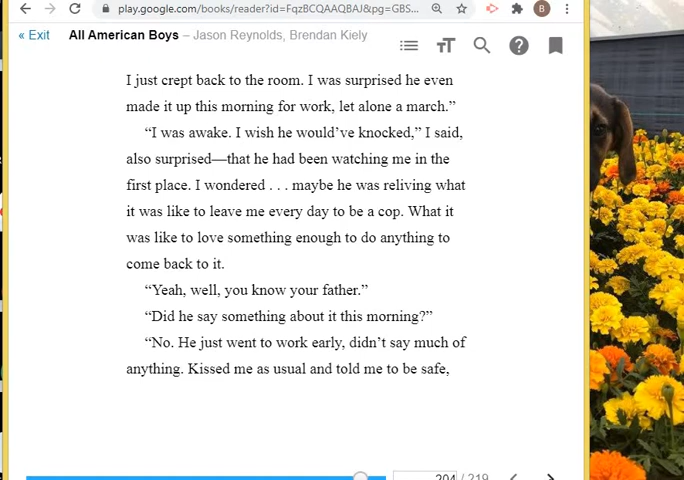 play.google.com/books/reader?id=FqzBCQAAQBAJ&pg=GBS...
B
« Exit All American Boys – Jason Reynolds, Brendan Kiely
I just crept back to the room. I was surprised he even
made it up this morning for work, let alone a march.”
“I was awake. I wish he would’ve knocked,” I said,
also surprised—that he had been watching me in the
first place. I wondered . . . maybe he was reliving what
it was like to leave me every day to be a cop. What it
was like to love something enough to do anything to
come back to it.
“Yeah, well, you know your father.”
“Did he say something about it this morning?”
“No. He just went to work early, didn’t say much of
anything. Kissed me as usual and told me to be safe,
204 / 219